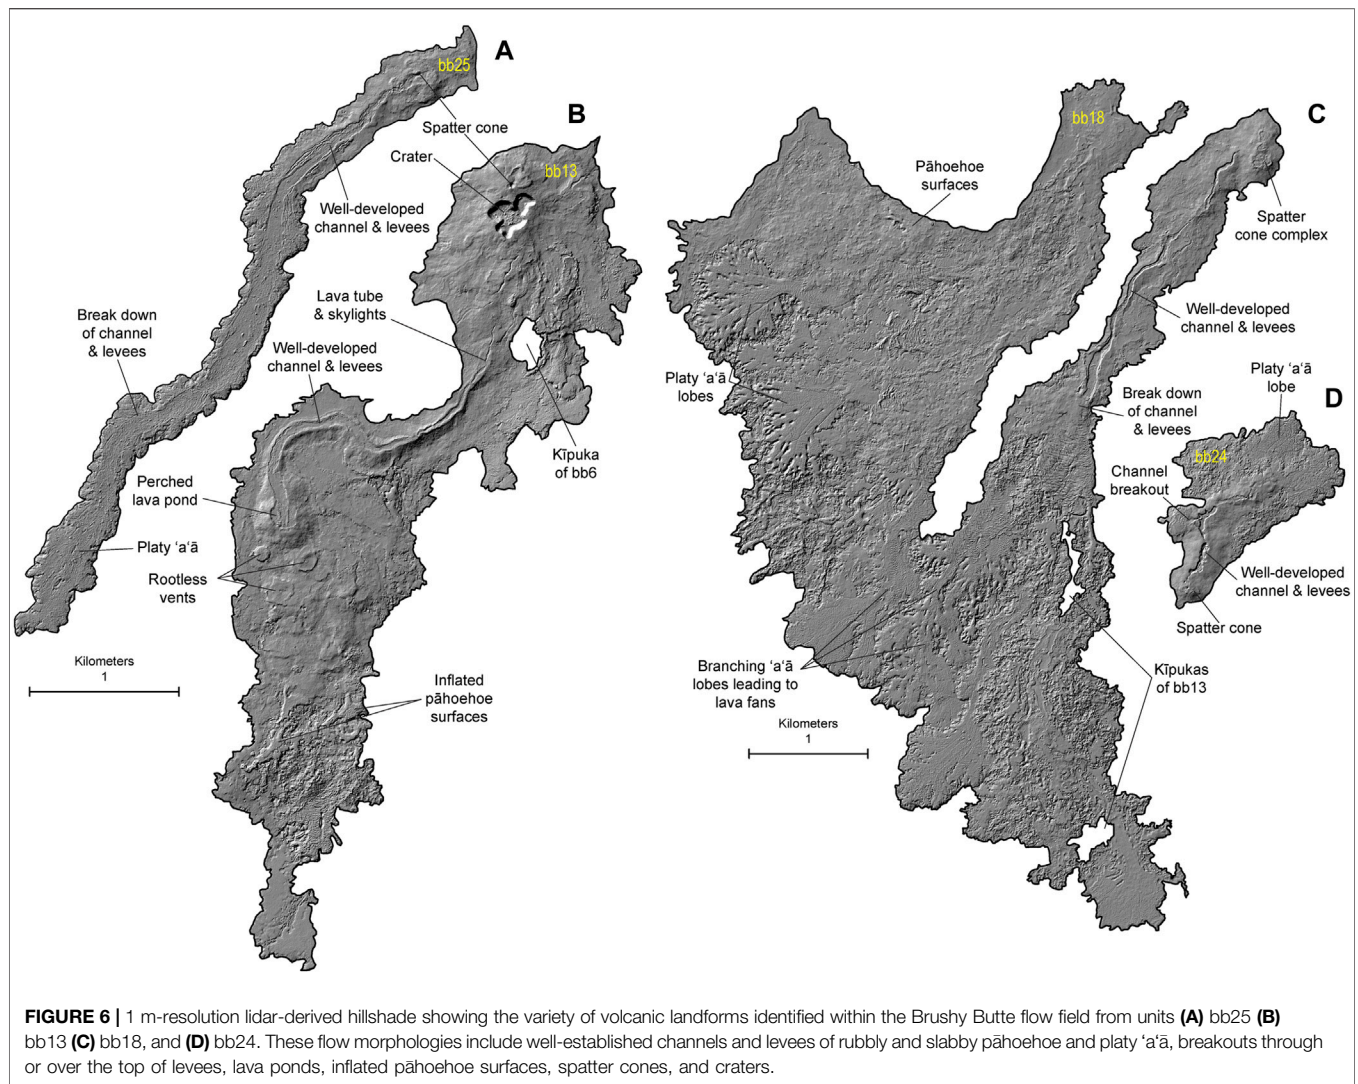 A
bb25
Spatter cone
B
Crater
bb13
Well-developed
channel & levees
Lava tube
& skylights
Break down
of channel
& levees
Well-developed
channel & levees
Kīpuka
of bb6
Perched
lava pond
Platy ‘a‘ā
Rootless
vents
Kilometers
1
Inflated
pāhoehoe
surfaces
bb18
C
Pāhoehoe
surfaces
Spatter
cone complex
Well-developed
channel & levees
Platy ‘a‘ā
lobes
Break down
of channel
& levees
Platy ‘a‘ā
lobe
D
bb24
Channel
breakout
Well-developed
channel & levees
Spatter cone
Branching ‘a‘ā
lobes leading to
lava fans
Kīpukas
of bb13
Kilometers
1
FIGURE 6 | 1 m-resolution lidar-derived hillshade showing the variety of volcanic landforms identified within the Brushy Butte flow field from units (A) bb25 (B)
bb13 (C) bb18, and (D) bb24. These flow morphologies include well-established channels and levees of rubbly and slabby pāhoehoe and platy ‘a‘ā, breakouts through
or over the top of levees, lava ponds, inflated pāhoehoe surfaces, spatter cones, and craters.